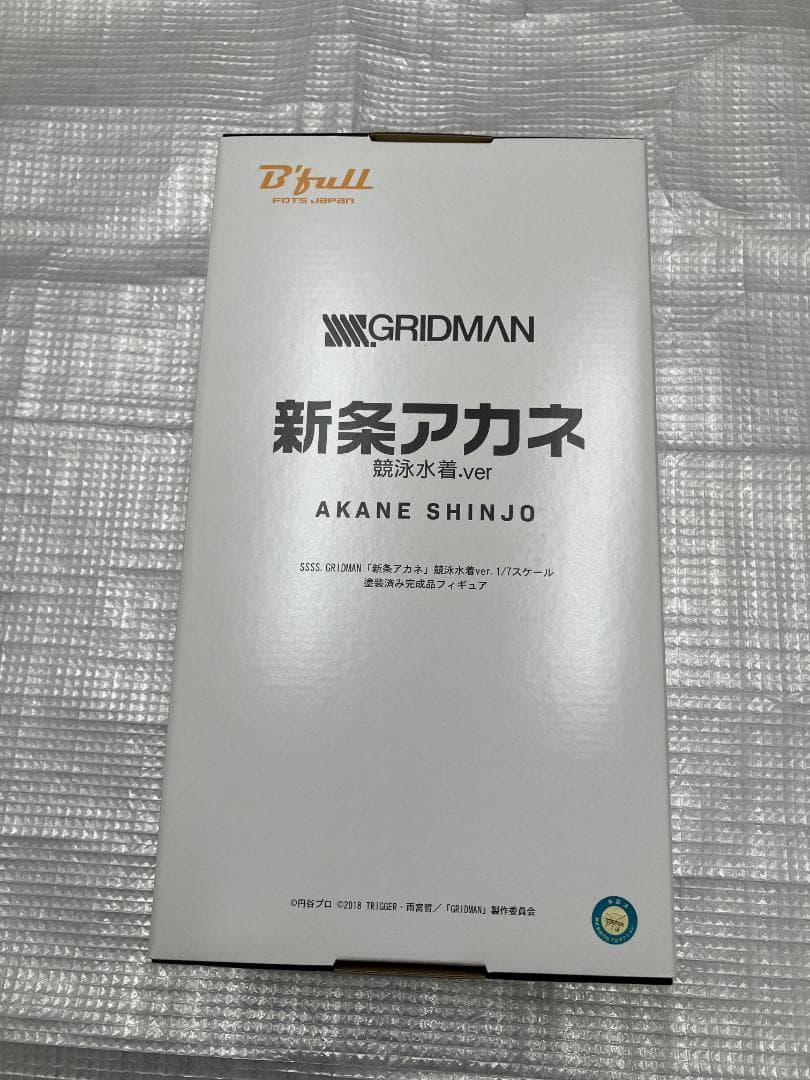 B'full
FOTS JAPAN
SSSS.GRIDMAN
新条アカネ
競泳水着.ver
AKANE SHINJO
SSSS.GRIDMAN「新条アカネ」競泳水着ver.1/7スケール
塗装済み完成品フィギュア
©円谷プロ ©2018 TRIGGER・雨宮哲／「GRIDMAN」製作委員会